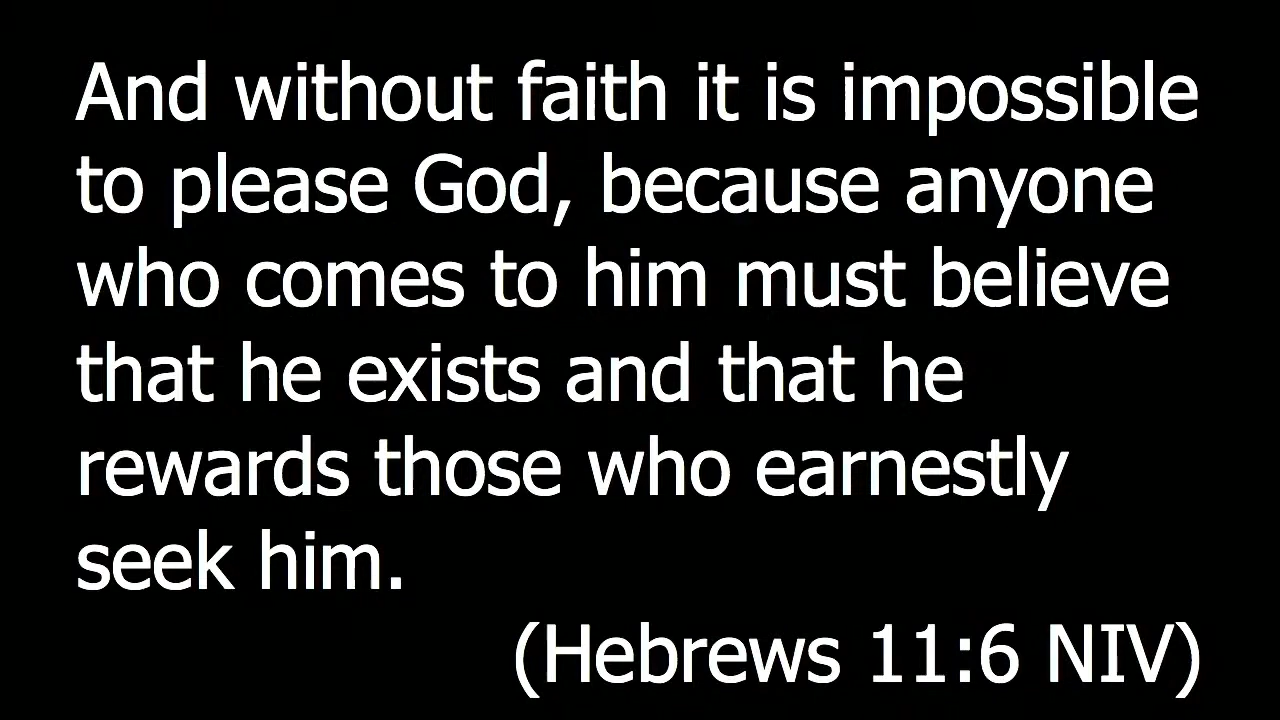 And without faith it is impossible
to please God, because anyone
who comes to him must believe
that he exists and that he
rewards those who earnestly
seek him.
(Hebrews 11:6 NIV)